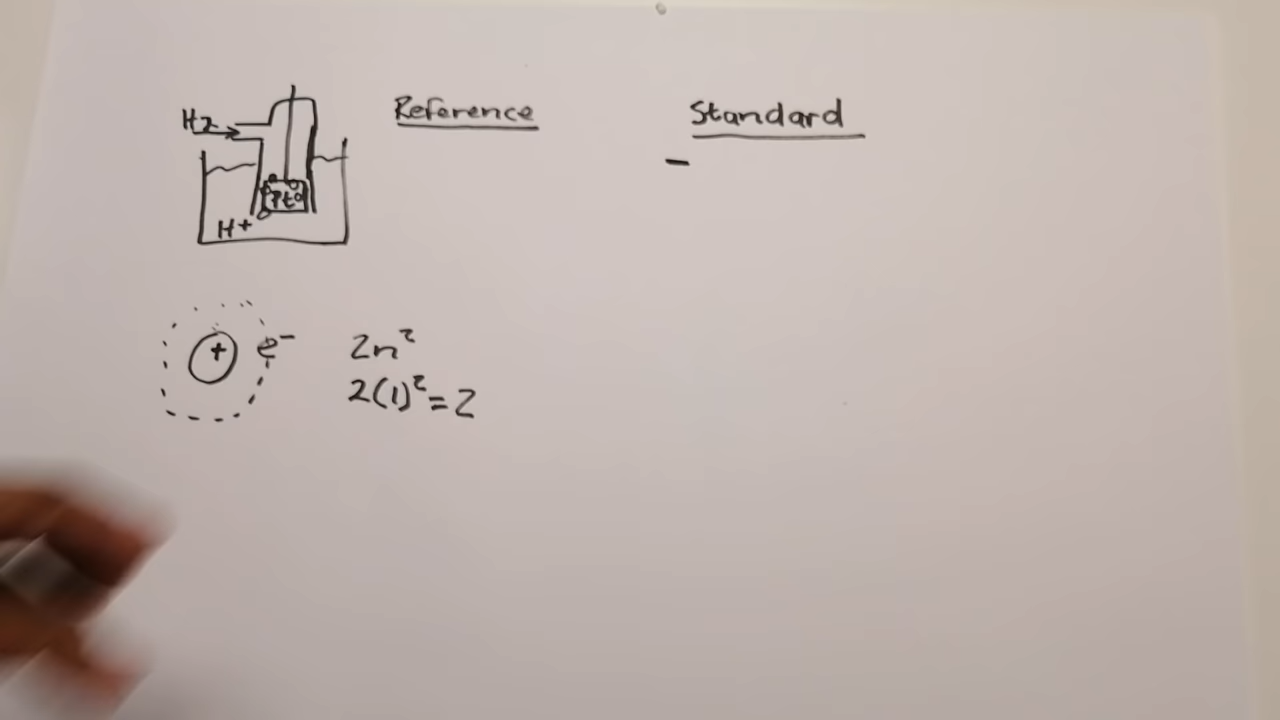 H2
Reference
Standard
Pt
H+
+ e-
2n²
2(1)² = 2